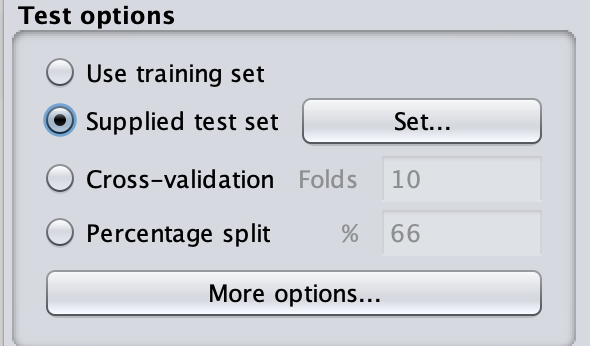 Test options
Use training set
Supplied test set Set...
Cross-validation Folds 10
Percentage split % 66
More options...